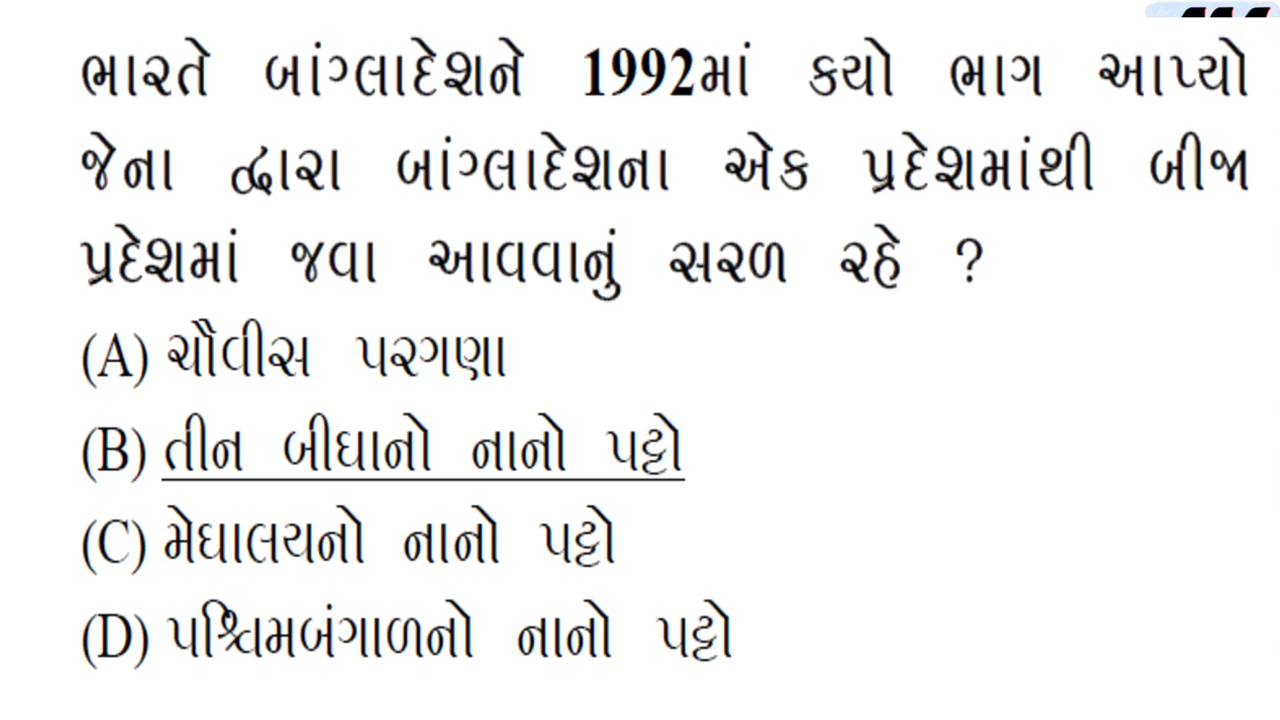 ભારતે બાંગ્લાદેશને 1992માં કયો ભાગ આપ્યો
જેના દ્વારા બાંગ્લાદેશના એક પ્રદેશમાંથી બીજા
પ્રદેશમાં જવા આવવાનું સરળ રહે ?
(A) ચૌવીસ પરગણા
(B) તીન બીઘાનો નાનો પટ્ટો
(C) મેઘાલયનો નાનો પટ્ટો
(D) પશ્ચિમબંગાળનો નાનો પટ્ટો